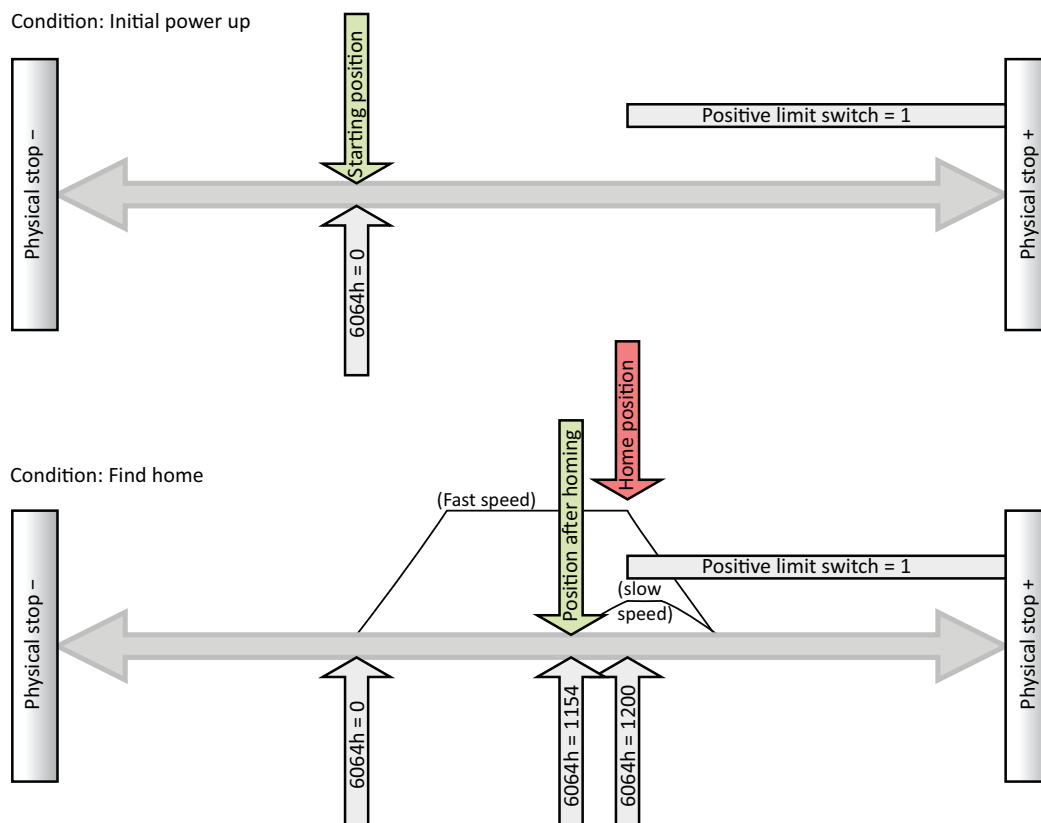 Condition: Initial power up
Physical stop –
Starting position
6064h = 0
Positive limit switch = 1
Physical stop +
Condition: Find home
Physical stop –
(Fast speed)
Position after homing
Home position
Positive limit switch = 1
(slow
speed)
6064h = 0
6064h = 1154
6064h = 1200
Physical stop +